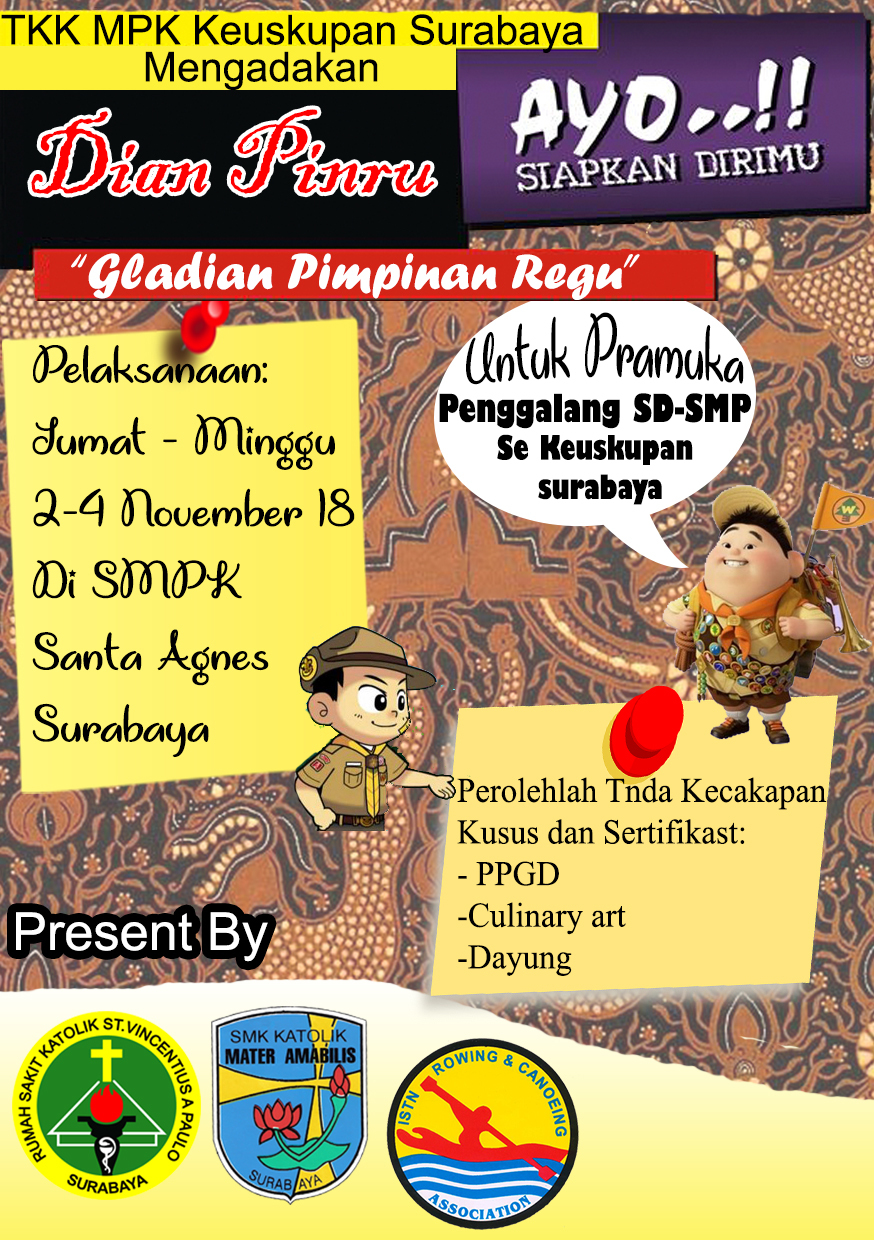 TKK MPK Keuskupan Surabaya
Mengadakan
Dian Pinru
AYO..!!
SIAPKAN DIRIMU
“Gladian Pimpinan Regu”
Pelaksanaan:
Jumat - Minggu
2-4 November 18
Di SMPK
Santa Agnes
Surabaya
Untuk Pramuka
Penggalang SD-SMP
Se Keuskupan
surabaya
W
Perolehlah Tnda Kecakapan
Kusus dan Sertifikast:
- PPGD
-Culinary art
-Dayung
Present By
RUMAH SAKIT KATOLIK ST.VINCENTIUS A PAULO
SURABAYA
SMK KATOLIK
MATER AMABILIS
SURABAYA
ISTN ROWING & CANOEING
ASSOCIATION